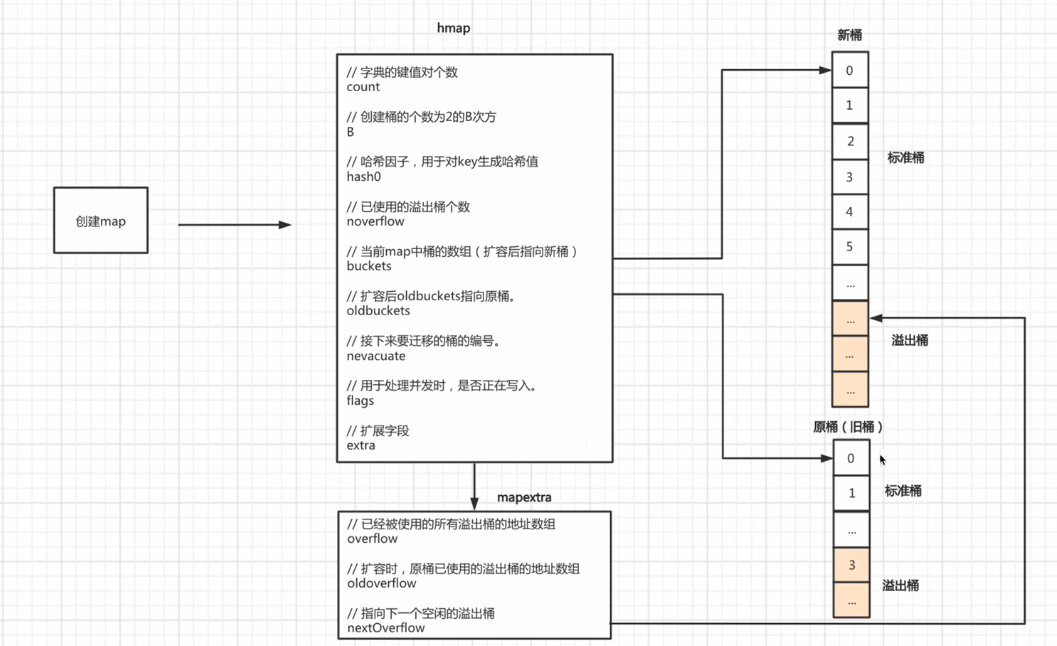 hmap
创建map
// 字典的键值对个数
count
// 创建桶的个数为2的B次方
B
// 哈希因子，用于对key生成哈希值
hash0
// 已使用的溢出桶个数
noverflow
// 当前map中桶的数组（扩容后指向新桶）
buckets
// 扩容后oldbuckets指向原桶。
oldbuckets
// 接下来要迁移的桶的编号。
nevacuate
// 用于处理并发时，是否正在写入。
flags
// 扩展字段
extra
mapextra
// 已经被使用的所有溢出桶的地址数组
overflow
// 扩容时，原桶已使用的溢出桶的地址数组
oldoverflow
// 指向下一个空闲的溢出桶
nextOverflow
新桶
0
1
2
3
4
5
...
...
...
...
标准桶
溢出桶
原桶（旧桶）
0
1
...
3
...
标准桶
溢出桶